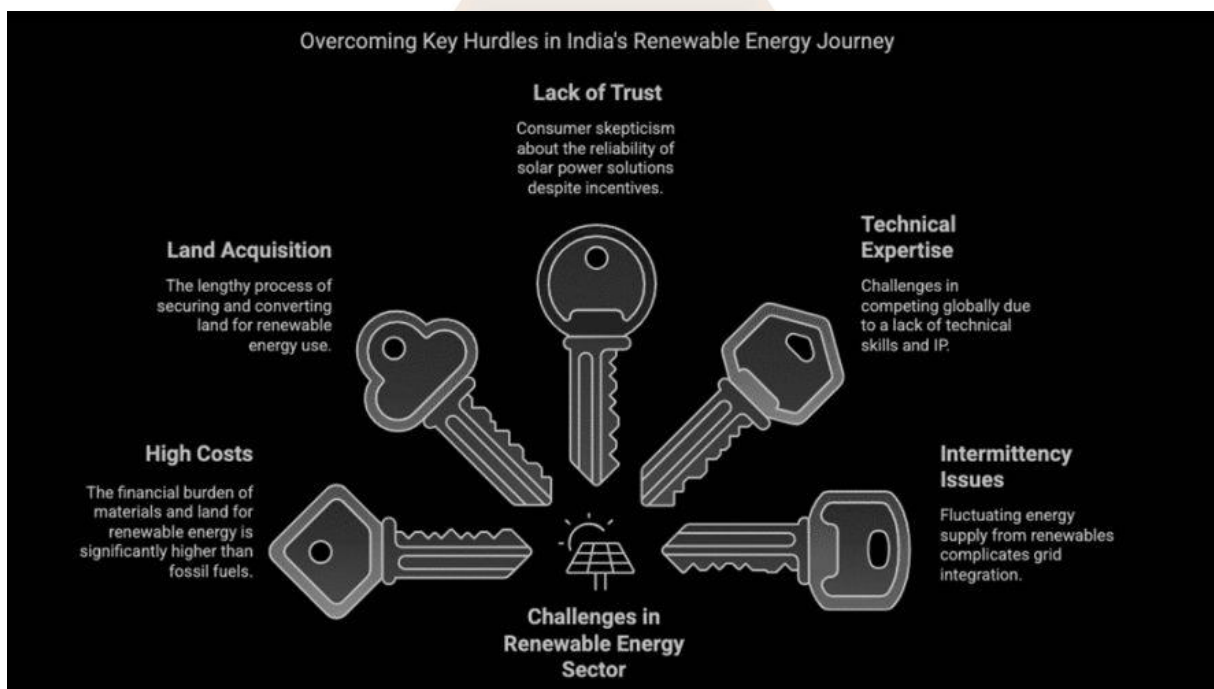 Overcoming Key Hurdles in India's Renewable Energy Journey
Lack of Trust
Consumer skepticism
about the reliability of
solar power solutions
despite incentives.
Land Acquisition
The lengthy process of
securing and converting
land for renewable
energy use.
Technical
Expertise
Challenges in
competing globally due
to a lack of technical
skills and IP.
High Costs
The financial burden of
materials and land for
renewable energy is
significantly higher than
fossil fuels.
Intermittency
Issues
Fluctuating energy
supply from renewables
complicates grid
integration.
Challenges in
Renewable Energy
Sector